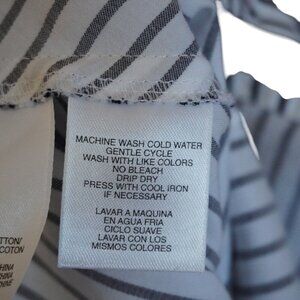 MACHINE WASH COLD WATER
GENTLE CYCLE
WASH WITH LIKE COLORS
NO BLEACH
DRIP DRY
PRESS WITH COOL IRON
IF NECESSARY
LAVAR A MAQUINA
EN AGUA FRIA
CICLO SUAVE
LAVAR CON LOS
MISMOS COLORES
COTTON